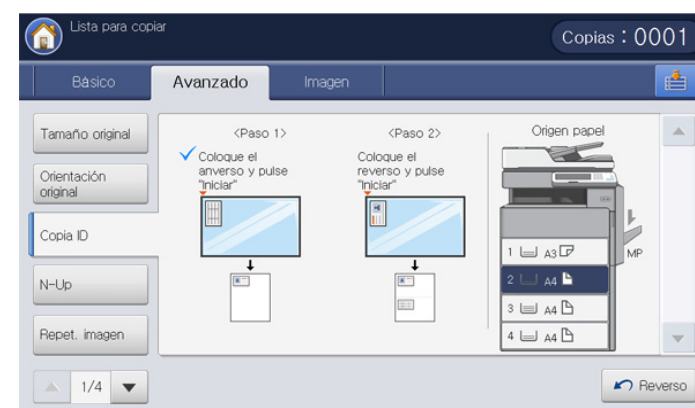 Lista para copiar
Copias : 0001
Básico
Avanzado
Imagen
Tamaño original
Orientación
original
Copia ID
N-Up
Repet. imagen
1/4
<Paso 1>
Coloque el
anverso y pulse
"Iniciar"
<Paso 2>
Coloque el
reverso y pulse
"Iniciar"
Origen papel
MP
1 A3
2 A4
3 A4
4 A4
Reverso